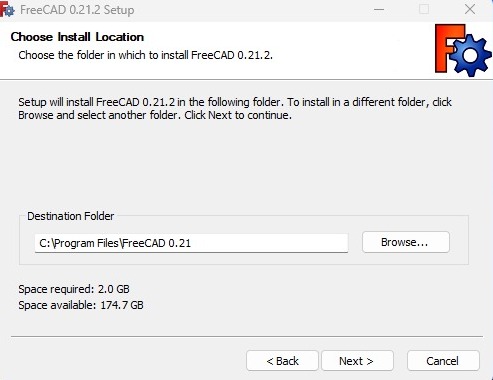 FreeCAD 0.21.2 Setup
Choose Install Location
Choose the folder in which to install FreeCAD 0.21.2.
Setup will install FreeCAD 0.21.2 in the following folder. To install in a different folder, click
Browse and select another folder. Click Next to continue.
Destination Folder
C:\Program Files\FreeCAD 0.21
Browse...
Space required: 2.0 GB
Space available: 174.7 GB
< Back
Next >
Cancel